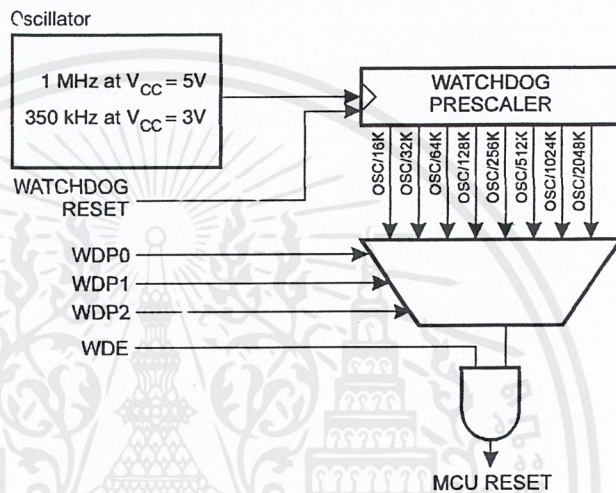 Oscillator
1 MHz at VCC = 5V
350 kHz at VCC = 3V
WATCHDOG
PRESCALER
OSC/16K
OSC/32K
OSC/64K
OSC/128K
OSC/256K
OSC/512K
OSC/1024K
OSC/2048K
WATCHDOG
RESET
WDP0
WDP1
WDP2
WDE
MCU RESET